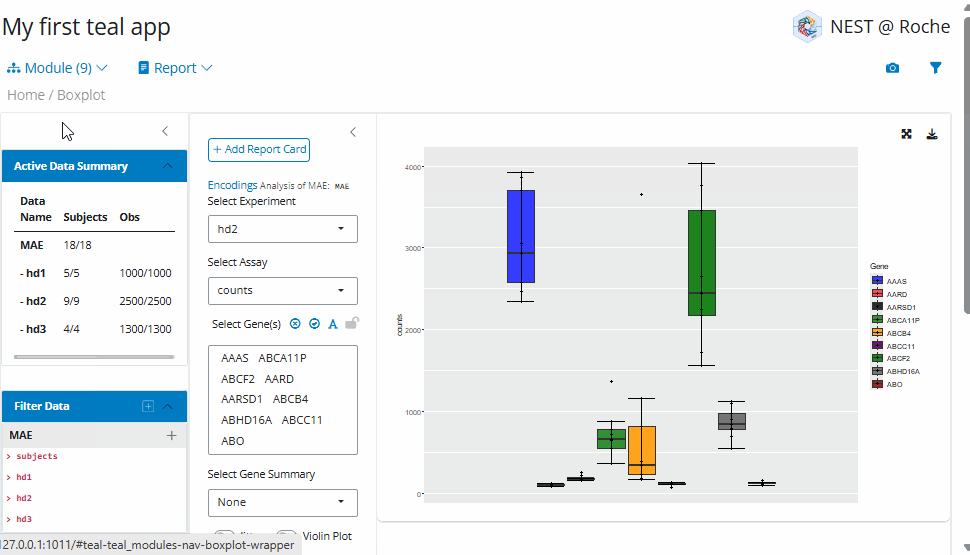 My first teal app
NEST @ Roche
Module (9)
Report
Home / Boxplot
Active Data Summary
Data Name Subjects Obs
MAE 18/18
- hd1 5/5 1000/1000
- hd2 9/9 2500/2500
- hd3 4/4 1300/1300
Filter Data
MAE
> subjects
> hd1
> hd2
> hd3
127.0.0.1:1011/#teal-teal_modules-nav-boxplot-wrapper
+ Add Report Card
Encodings Analysis of MAE: MAE
Select Experiment
hd2
Select Assay
counts
Select Gene(s)
A
AAAS ABCA11P
ABCF2 AARD
AARSD1 ABCB4
ABHD16A ABCC11
ABO
Select Gene Summary
None
Violin Plot
4000
3000
2000
1000
0
counts
Gene
AAAS
AARD
AARSD1
ABCA11P
ABCB4
ABCC11
ABCF2
ABHD16A
ABO